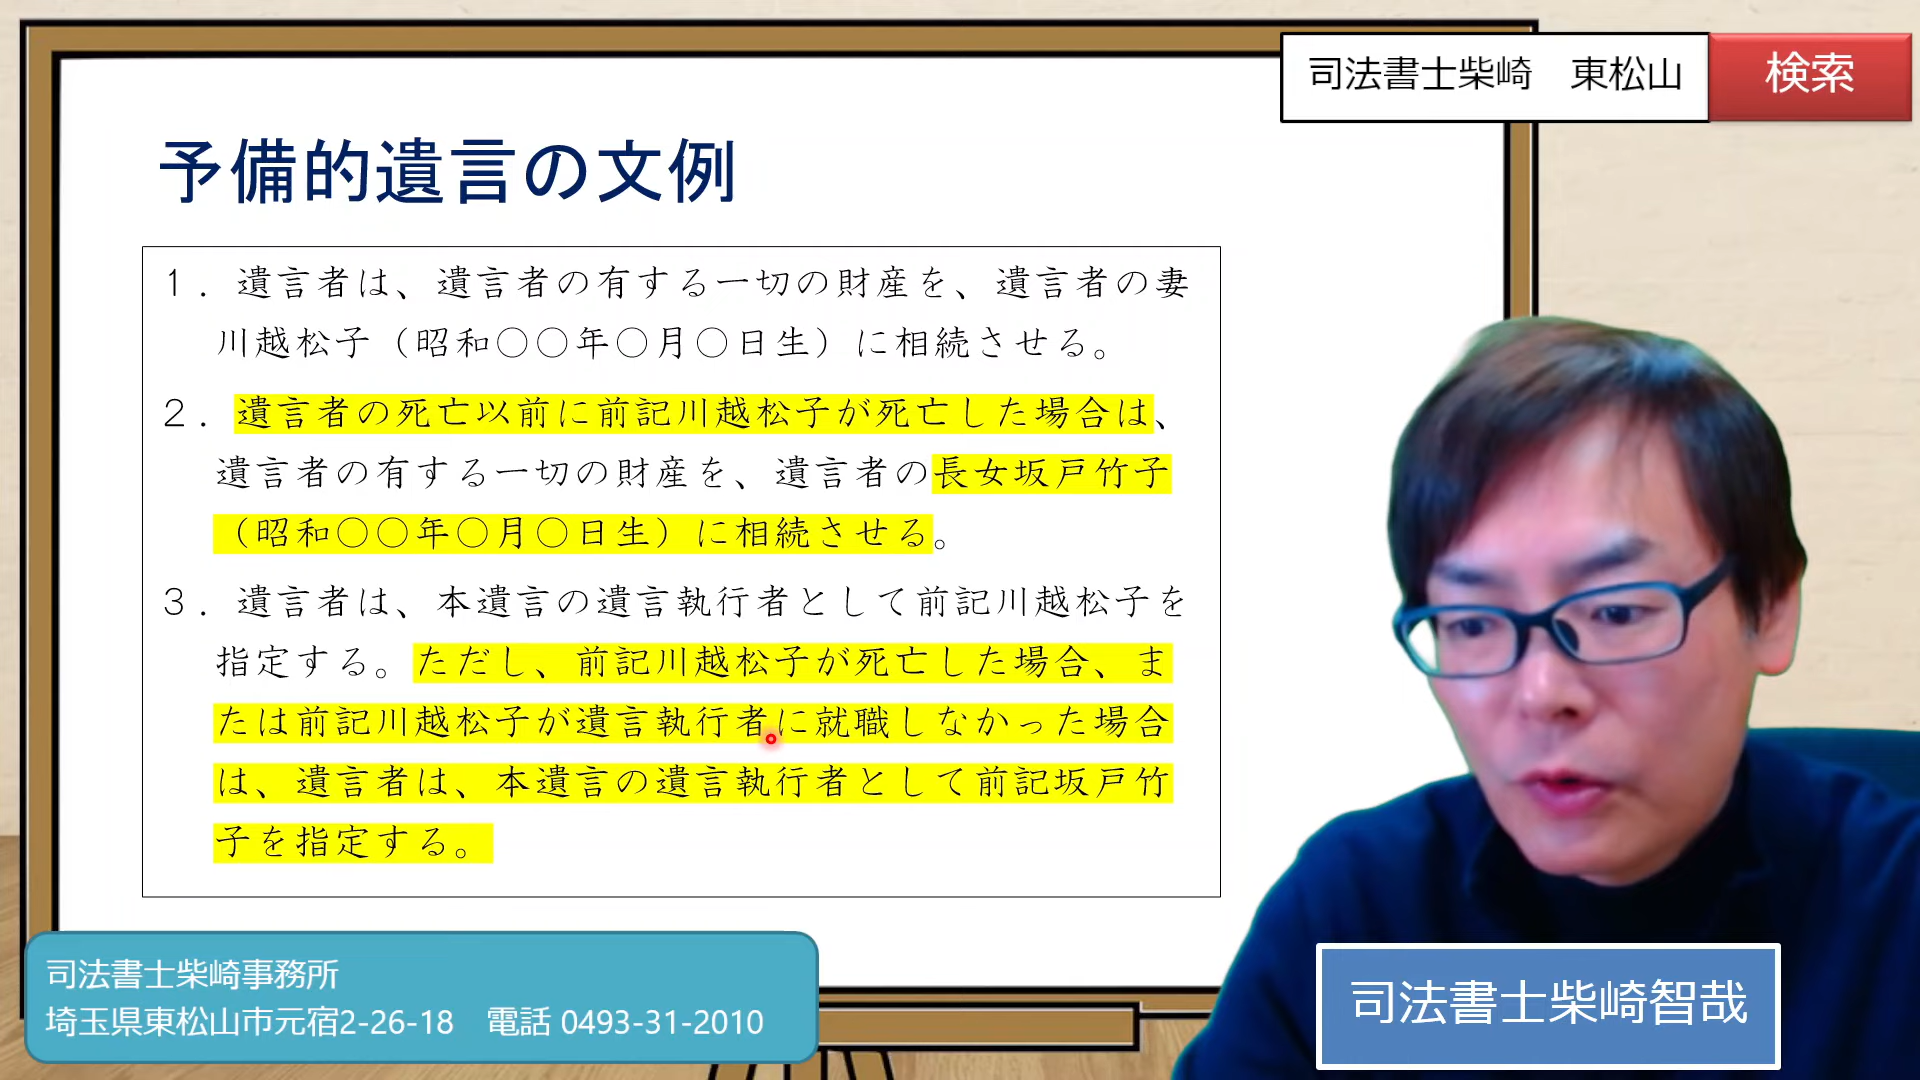 司法書士柴崎　東松山
検索
予備的遺言の文例
１．遺言者は、遺言者の有する一切の財産を、遺言者の妻
川越松子（昭和〇〇年〇月〇日生）に相続させる。
２．遺言者の死亡以前に前記川越松子が死亡した場合は、
遺言者の有する一切の財産を、遺言者の長女坂戸竹子
（昭和〇〇年〇月〇日生）に相続させる。
３．遺言者は、本遺言の遺言執行者として前記川越松子を
指定する。ただし、前記川越松子が死亡した場合、ま
たは前記川越松子が遺言執行者に就職しなかった場合
は、遺言者は、本遺言の遺言執行者として前記坂戸竹
子を指定する。
司法書士柴崎事務所
埼玉県東松山市元宿2-26-18　電話 0493-31-2010
司法書士柴崎智哉